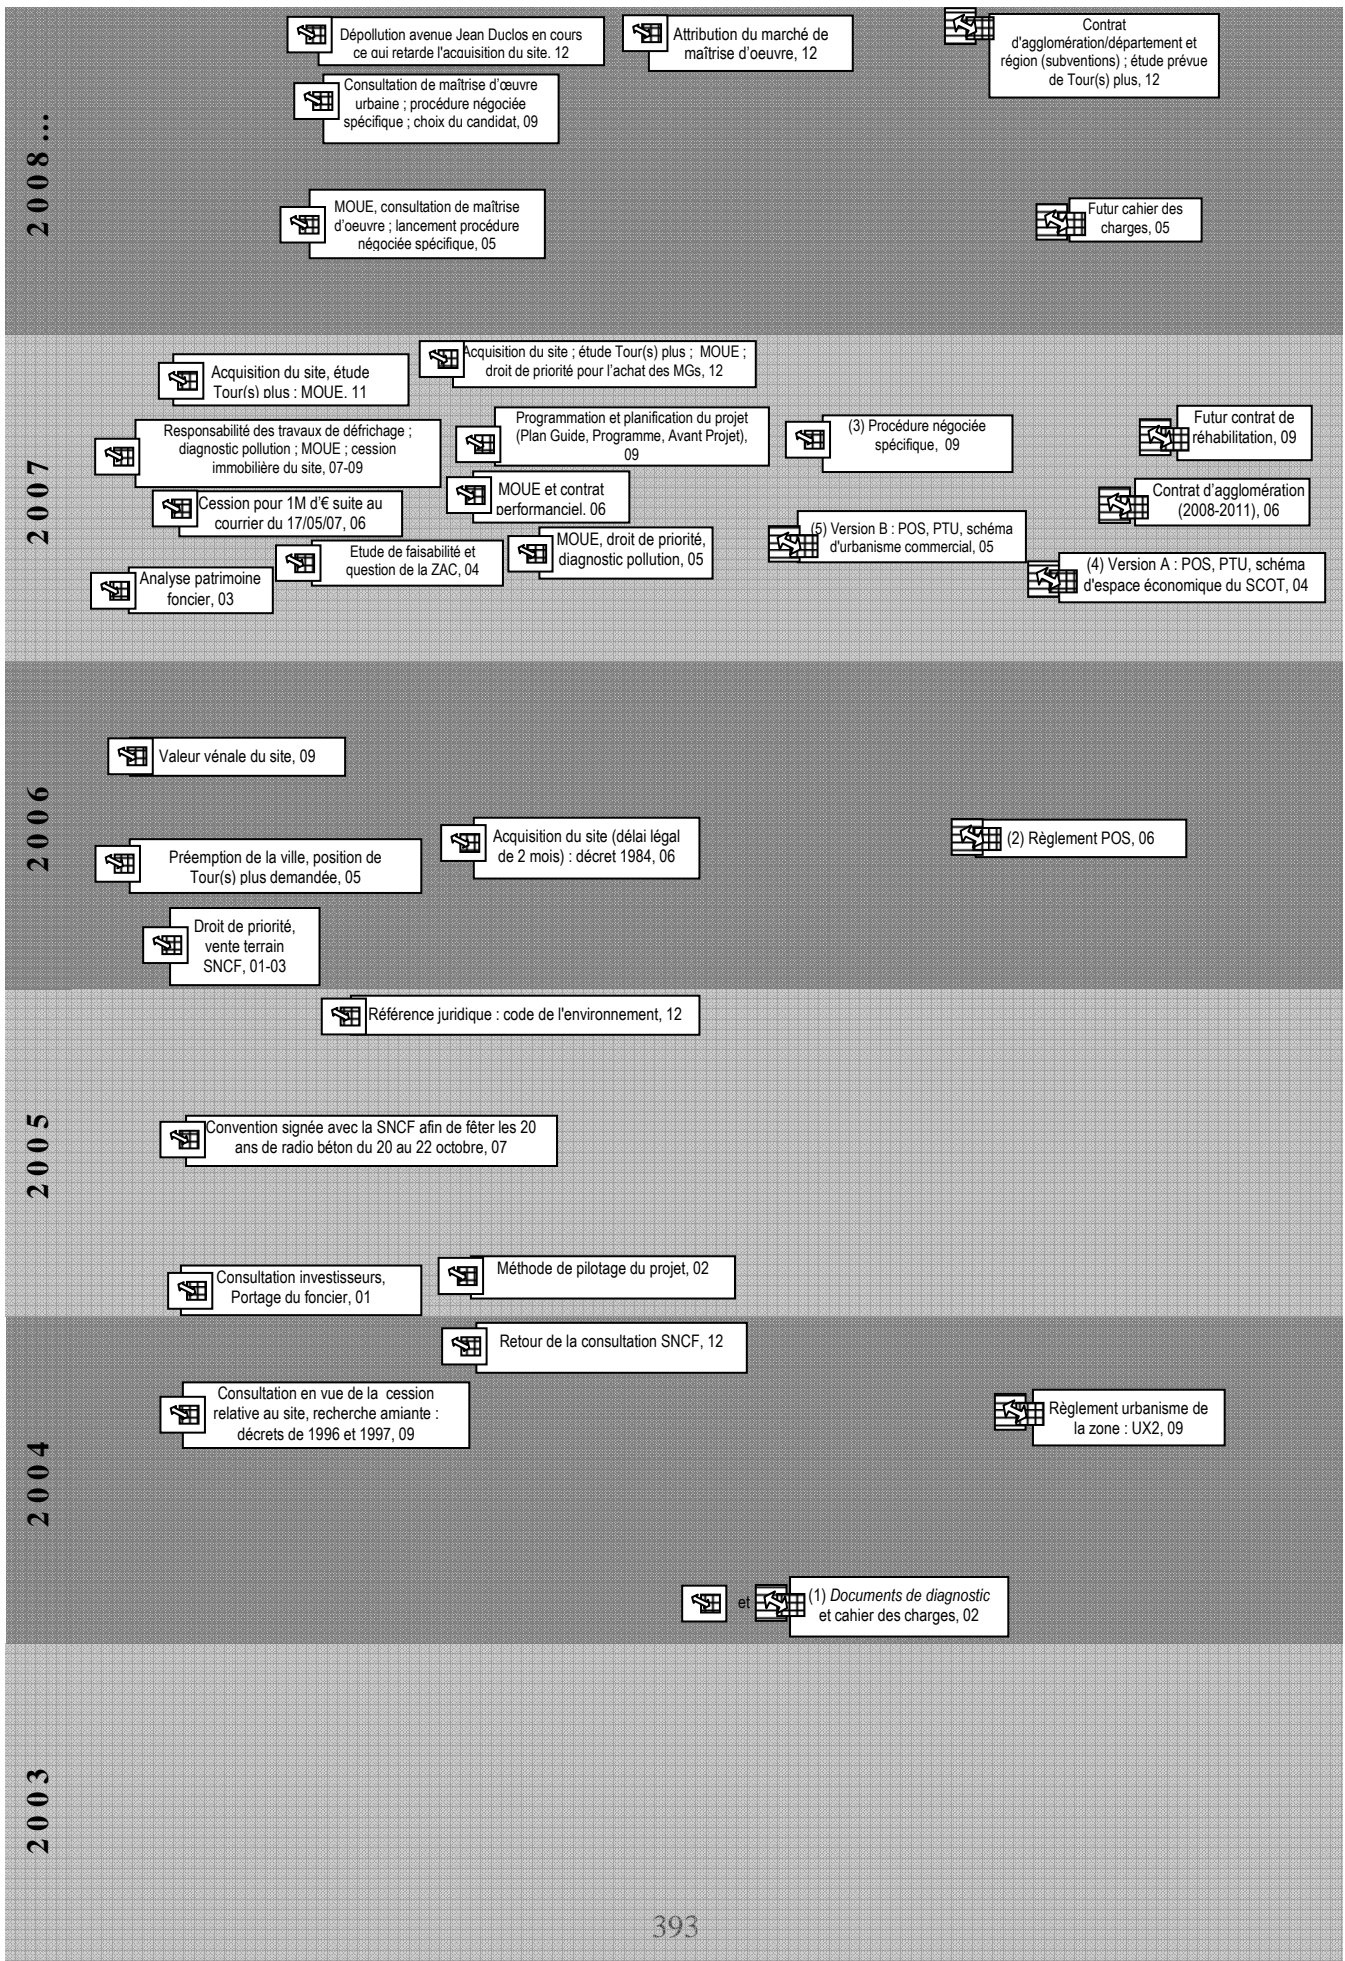 2008...
Dépollution avenue Jean Duclos en cours
ce qui retarde l'acquisition du site. 12
Attribution du marché de
maîtrise d'oeuvre, 12
Contrat
d'agglomération/département et
région (subventions) ; étude prévue
de Tour(s) plus, 12
Consultation de maîtrise d'œuvre
urbaine ; procédure négociée
spécifique ; choix du candidat, 09
MOUE, consultation de maîtrise
d'oeuvre ; lancement procédure
négociée spécifique, 05
Futur cahier des
charges, 05
2007
Acquisition du site, étude
Tour(s) plus : MOUE. 11
Acquisition du site ; étude Tour(s) plus ; MOUE ;
droit de priorité pour l'achat des MGs, 12
Responsabilité des travaux de défrichage ;
diagnostic pollution ; MOUE ; cession
immobilière du site, 07-09
Programmation et planification du projet
(Plan Guide, Programme, Avant Projet),
09
(3) Procédure négociée
spécifique, 09
Futur contrat de
réhabilitation, 09
Cession pour 1M d'€ suite au
courrier du 17/05/07, 06
MOUE et contrat
performanciel. 06
Contrat d'agglomération
(2008-2011), 06
Etude de faisabilité et
question de la ZAC, 04
MOUE, droit de priorité,
diagnostic pollution, 05
(5) Version B : POS, PTU, schéma
d'urbanisme commercial, 05
(4) Version A : POS, PTU, schéma
d'espace économique du SCOT, 04
Analyse patrimoine
foncier, 03
2006
Valeur vénale du site, 09
Préemption de la ville, position de
Tour(s) plus demandée, 05
Acquisition du site (délai légal
de 2 mois) : décret 1984, 06
(2) Règlement POS, 06
Droit de priorité,
vente terrain
SNCF, 01-03
2005
Référence juridique : code de l'environnement, 12
Convention signée avec la SNCF afin de fêter les 20
ans de radio béton du 20 au 22 octobre, 07
Consultation investisseurs,
Portage du foncier, 01
Méthode de pilotage du projet, 02
2004
Retour de la consultation SNCF, 12
Consultation en vue de la cession
relative au site, recherche amiante :
décrets de 1996 et 1997, 09
Règlement urbanisme de
la zone : UX2, 09
et
(1) Documents de diagnostic
et cahier des charges, 02
2003
393